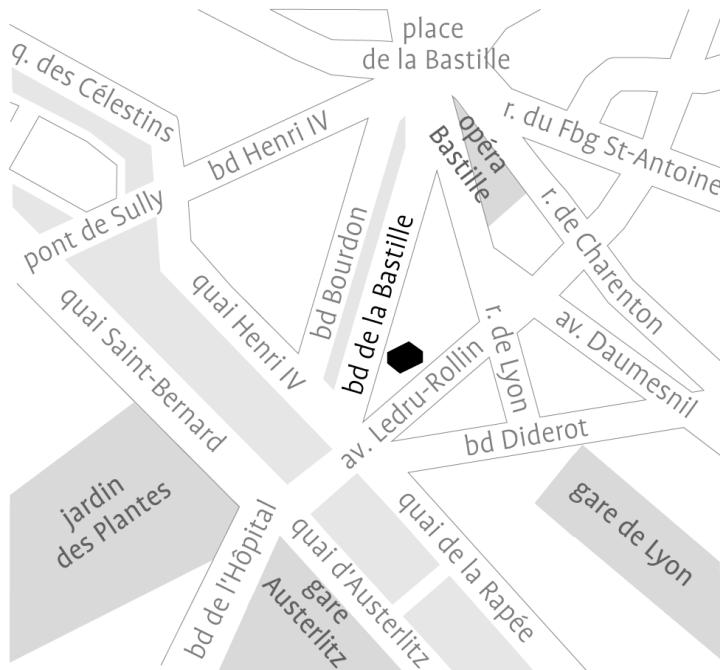 place
de la Bastille
q. des Célestins
bd Henri IV
opéra
Bastille
r. du Fbg St-Antoine
pont de Sully
bd Bourdon
bd de la Bastille
r. de Charenton
quai Henri IV
quai Saint-Bernard
r. de Lyon
av. Daumesnil
av. Ledru-Rollin
bd Diderot
jardin
des Plantes
gare de Lyon
bd de l'Hôpital
quai d'Austerlitz
quai de la Rapée
gare
Austerlitz